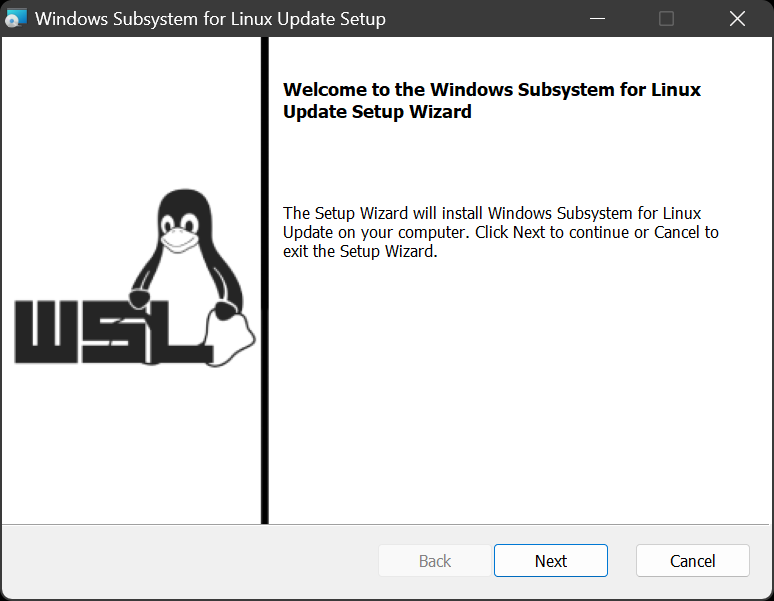 Windows Subsystem for Linux Update Setup
Welcome to the Windows Subsystem for Linux
Update Setup Wizard
The Setup Wizard will install Windows Subsystem for Linux
Update on your computer. Click Next to continue or Cancel to
exit the Setup Wizard.
WSL
Back
Next
Cancel